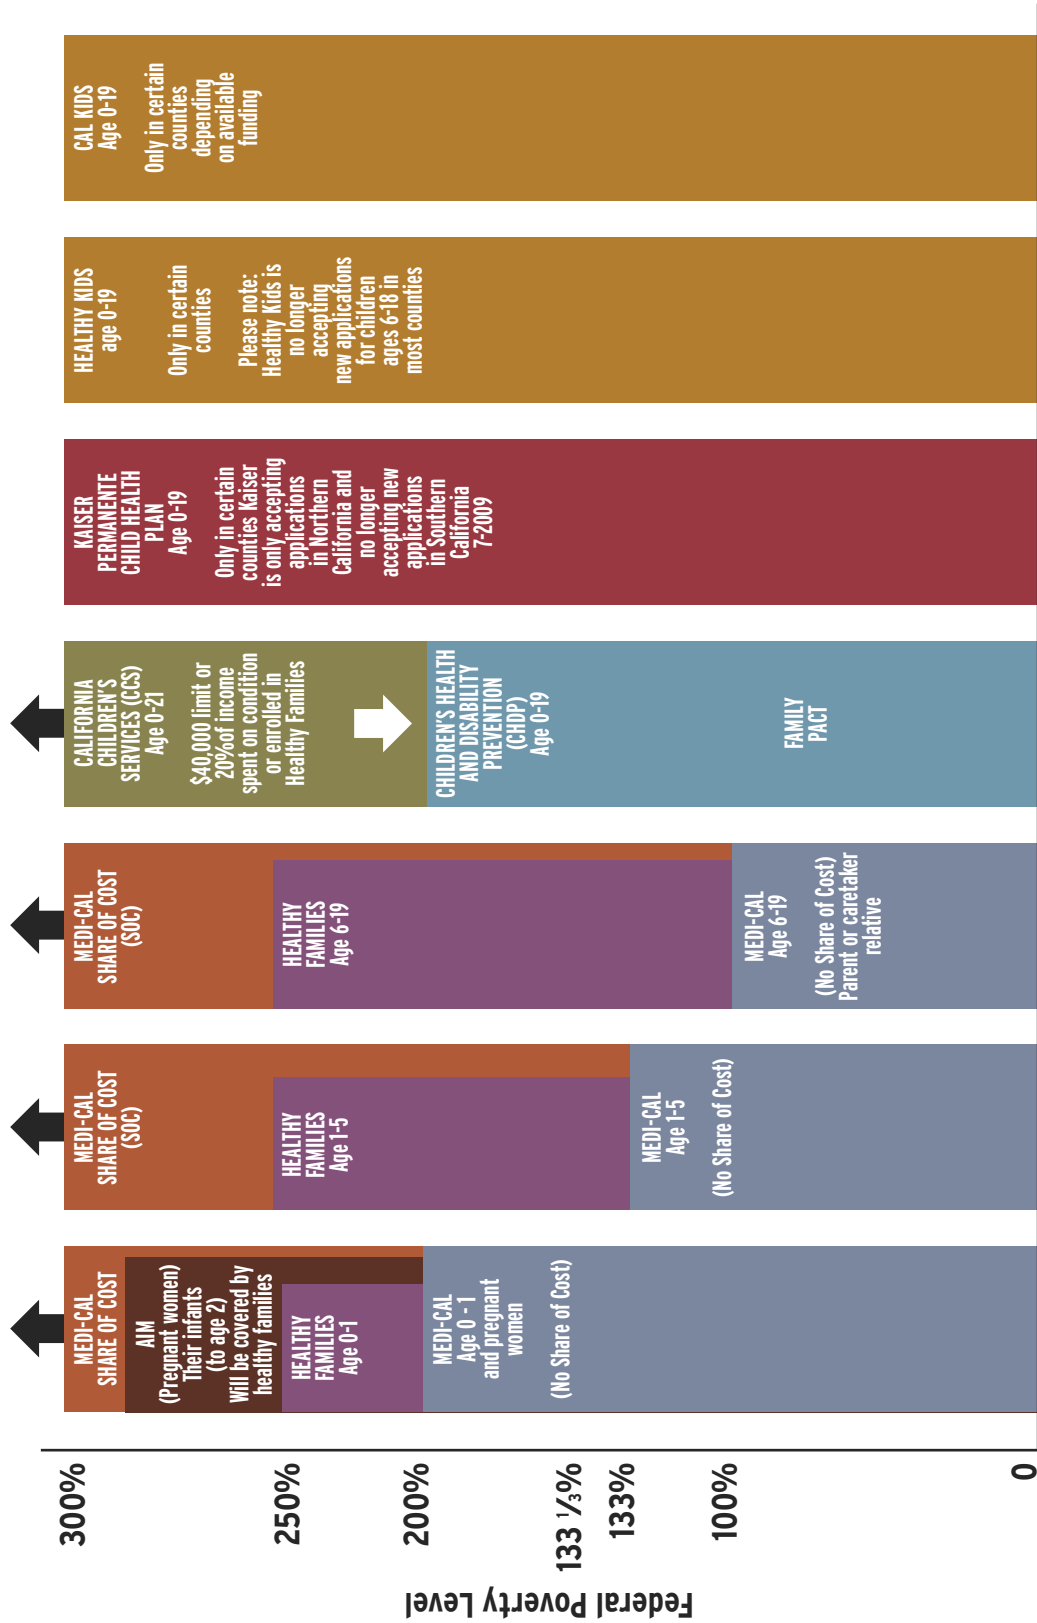 Federal Poverty Level
300%
250%
200%
133 ⅓%
133%
100%
0
MEDI-CAL
SHARE OF COST
AIM
(Pregnant women)
Their infants
(to age 2)
Will be covered by
healthy families
HEALTHY
FAMILIES
Age 0-1
MEDI-CAL
Age 0 - 1
and pregnant
women
(No Share of Cost)
MEDI-CAL
SHARE OF COST
(SOC)
HEALTHY
FAMILIES
Age 1-5
MEDI-CAL
Age 1-5
(No Share of Cost)
MEDI-CAL
SHARE OF COST
(SOC)
HEALTHY
FAMILIES
Age 6-19
MEDI-CAL
Age 6-19
(No Share of Cost)
Parent or caretaker
relative
CALIFORNIA
CHILDREN'S
SERVICES (CCS)
Age 0-21
$40,000 limit or
20% of income
spent on condition
or enrolled in
Healthy Families
CHILDREN'S HEALTH
AND DISABILITY
PREVENTION
(CHDP)
Age 0-19
FAMILY
PACT
KAISER
PERMANENTE
CHILD HEALTH
PLAN
Age 0-19
Only in certain
counties Kaiser
is only accepting
applications
in Northern
California and
no longer
accepting new
applications
in Southern
California
7-2009
HEALTHY KIDS
age 0-19
Only in certain
counties
Please note:
Healthy Kids is
no longer
accepting
new applications
for children
ages 6-18 in
most counties
CAL KIDS
Age 0-19
Only in certain
counties
depending
on available
funding